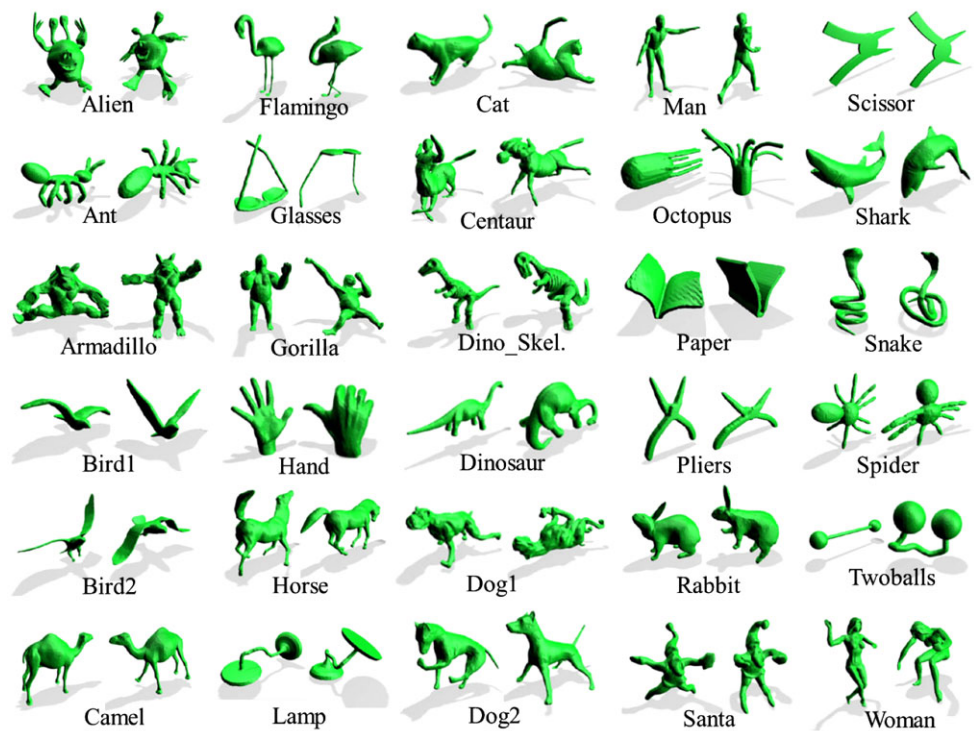 Alien
Flamingo
Cat
Man
Scissor
Ant
Glasses
Centaur
Octopus
Shark
Armadillo
Gorilla
Dino_Skel.
Paper
Snake
Bird1
Hand
Dinosaur
Pliers
Spider
Bird2
Horse
Dog1
Rabbit
Twoballs
Camel
Lamp
Dog2
Santa
Woman